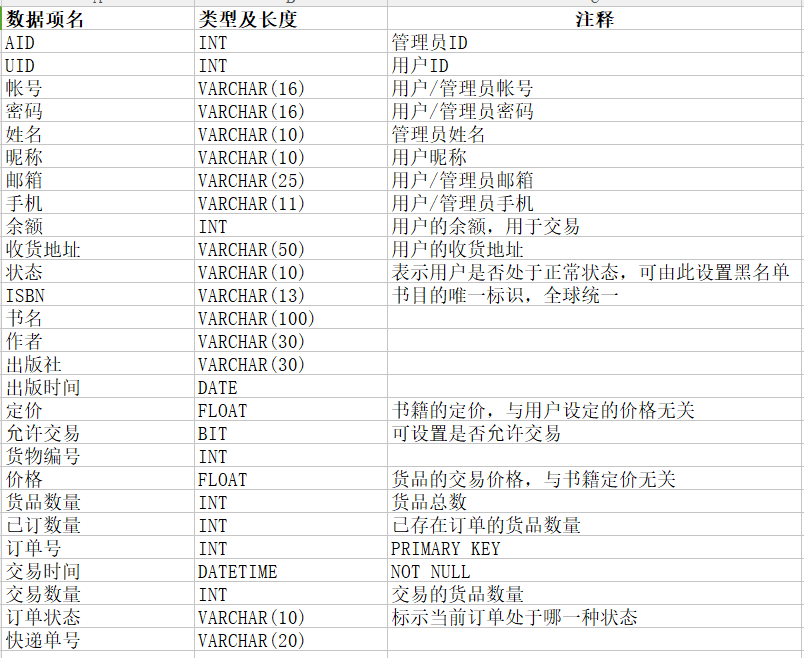 数据项名 类型及长度 注释
AID INT 管理员ID
UID INT 用户ID
帐号 VARCHAR(16) 用户/管理员帐号
密码 VARCHAR(16) 用户/管理员密码
姓名 VARCHAR(10) 管理员姓名
昵称 VARCHAR(10) 用户昵称
邮箱 VARCHAR(25) 用户/管理员邮箱
手机 VARCHAR(11) 用户/管理员手机
余额 INT 用户的余额，用于交易
收货地址 VARCHAR(50) 用户的收货地址
状态 VARCHAR(10) 表示用户是否处于正常状态，可由此设置黑名单
ISBN VARCHAR(13) 书目的唯一标识，全球统一
书名 VARCHAR(100)
作者 VARCHAR(30)
出版社 VARCHAR(30)
出版时间 DATE
定价 FLOAT 书籍的定价，与用户设定的价格无关
允许交易 BIT 可设置是否允许交易
货物编号 INT
价格 FLOAT 货品的交易价格，与书籍定价无关
货品数量 INT 货品总数
已订数量 INT 已存在订单的货品数量
订单号 INT PRIMARY KEY
交易时间 DATETIME NOT NULL
交易数量 INT 交易的货品数量
订单状态 VARCHAR(10) 标示当前订单处于哪一种状态
快递单号 VARCHAR(20)